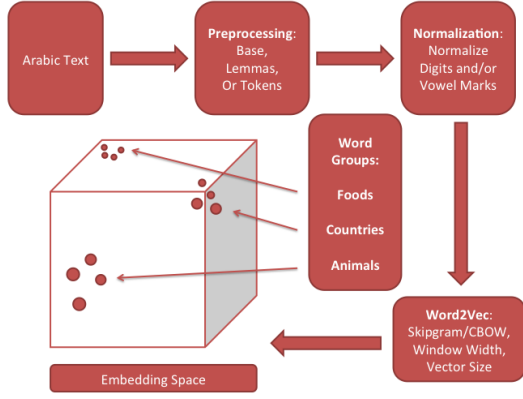 Arabic Text
Preprocessing:
Base,
Lemmas,
Or Tokens
Normalization:
Normalize
Digits and/or
Vowel Marks
Word
Groups:
Foods
Countries
Animals
Word2Vec:
Skipgram/CBOW,
Window Width,
Vector Size
Embedding Space